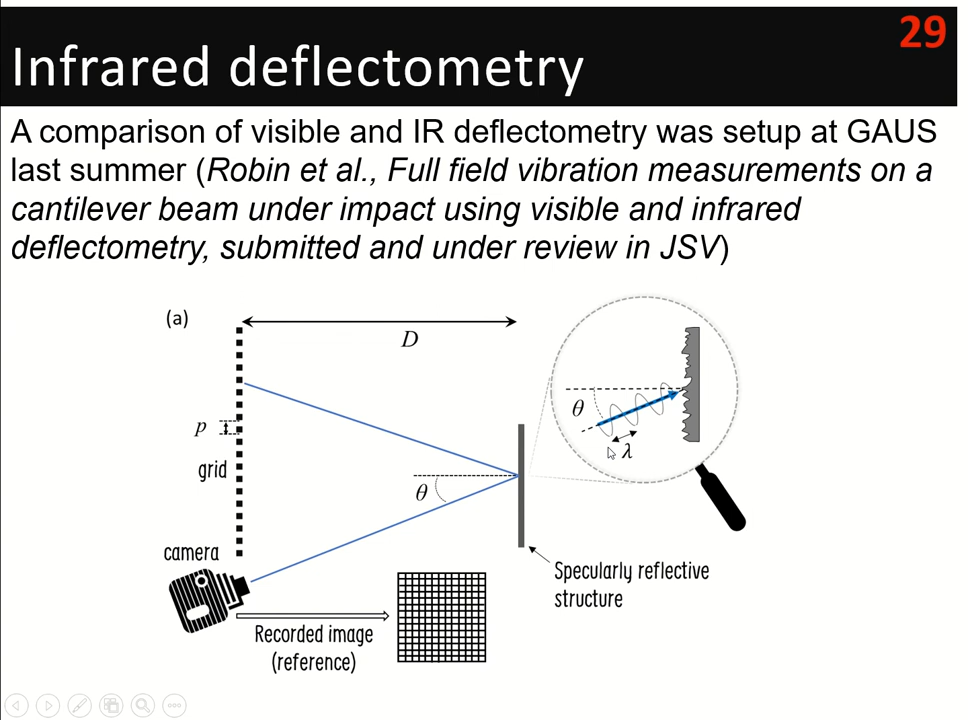 29
Infrared deflectometry
A comparison of visible and IR deflectometry was setup at GAUS
last summer (Robin et al., Full field vibration measurements on a
cantilever beam under impact using visible and infrared
deflectometry, submitted and under review in JSV)
(a)
D
θ
λ
p
grid
θ
camera
Specularly reflective
structure
Recorded image
(reference)